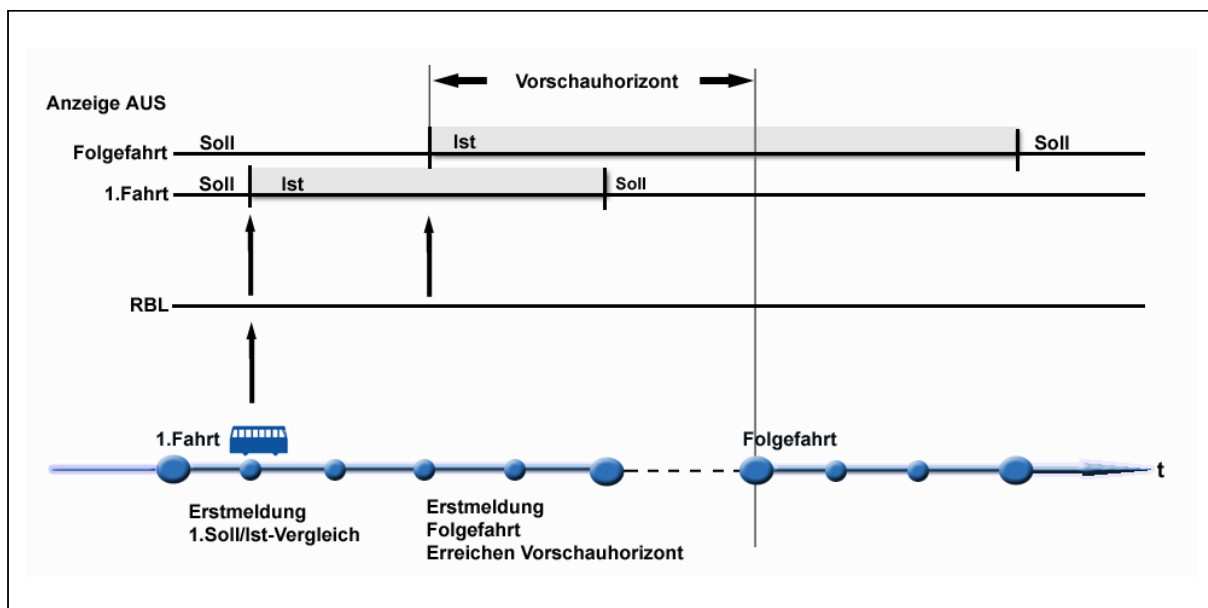 Vorschauhorizont
Anzeige AUS
Soll
Ist
Soll
Folgefahrt
Soll
Ist
Soll
1.Fahrt
RBL
1.Fahrt
Folgefahrt
t
Erstmeldung
1.Soll/Ist-Vergleich
Erstmeldung
Folgefahrt
Erreichen Vorschauhorizont